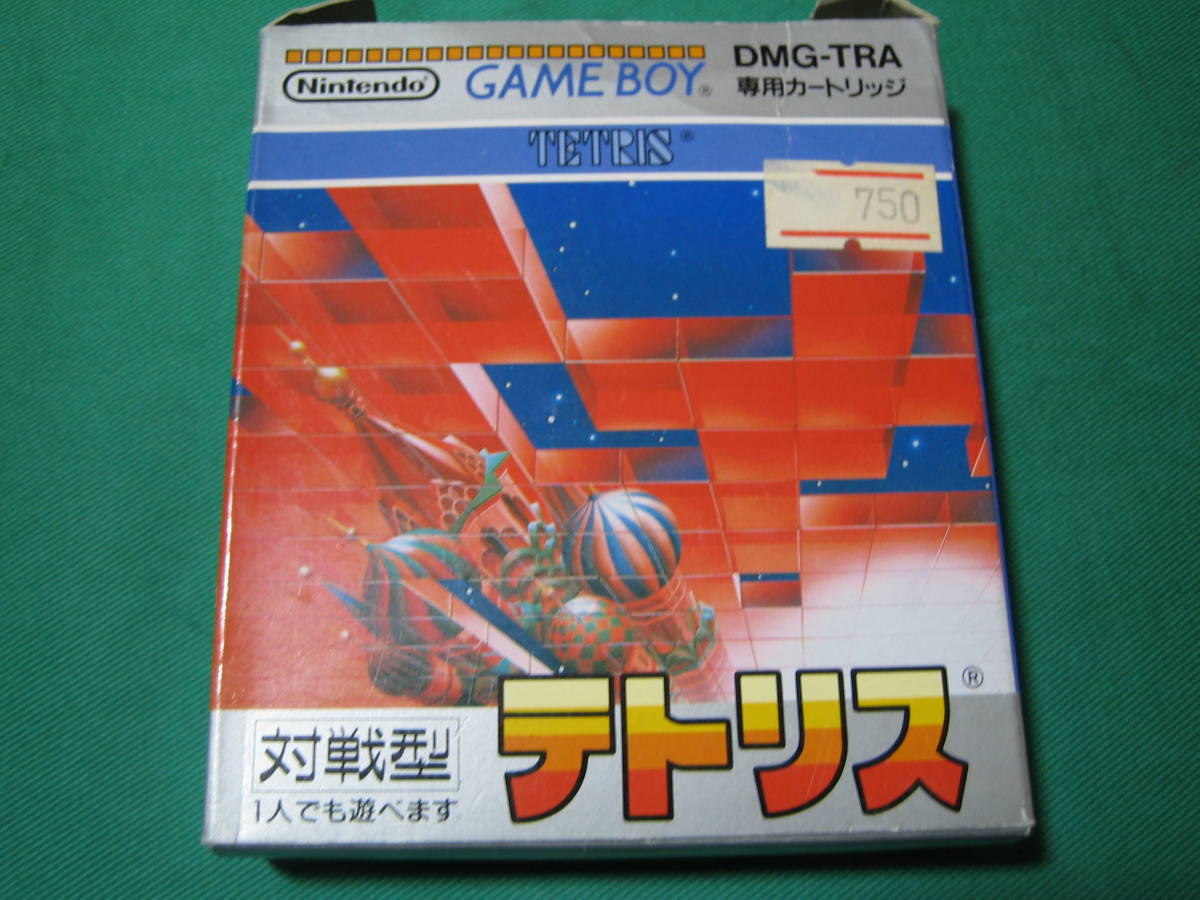 Nintendo®
GAME BOY®
DMG-TRA
専用カートリッジ
TETRIS®
750
対戦型
1人でも遊べます
テトリス®